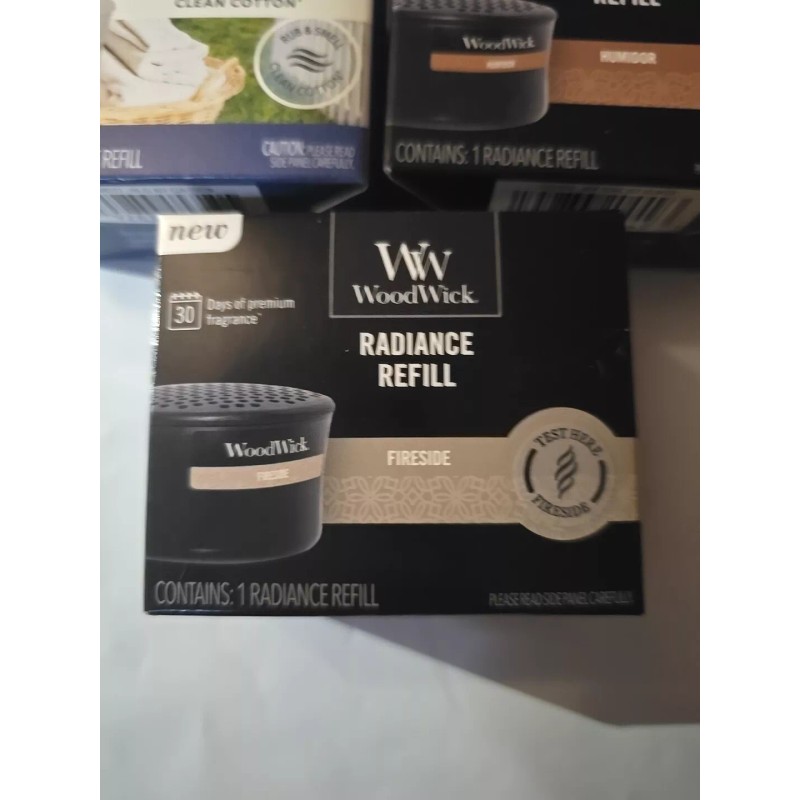 CLEAN COTTON®
RUB & SMELL
CLEAN COTTON
REFILL
CAUTION: PLEASE READ
SIDE PANEL CAREFULLY.
REFILL
WoodWick
HUMIDOR
HUMIDOR
CONTAINS: 1 RADIANCE REFILL
new
WW
WoodWick®
30
Days of premium
fragrance*
RADIANCE
REFILL
WoodWick
FIRESIDE
FIRESIDE
TEST HERE
FIRESIDE
CONTAINS: 1 RADIANCE REFILL
PLEASE READ SIDE PANEL CAREFULLY.